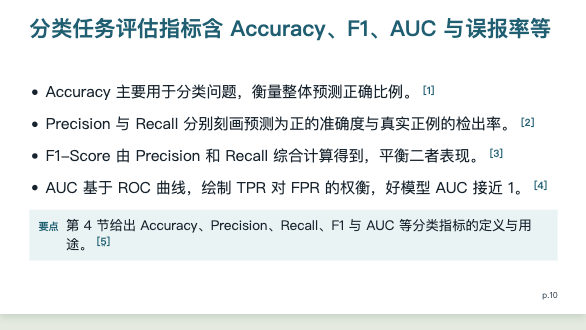 分类任务评估指标含 Accuracy、F1、AUC 与误报率等
• Accuracy 主要用于分类问题，衡量整体预测正确比例。 [1]
• Precision 与 Recall 分别刻画预测为正的准确度与真实正例的检出率。 [2]
• F1-Score 由 Precision 和 Recall 综合计算得到，平衡二者表现。 [3]
• AUC 基于 ROC 曲线，绘制 TPR 对 FPR 的权衡，好模型 AUC 接近 1。 [4]
要点 第 4 节给出 Accuracy、Precision、Recall、F1 与 AUC 等分类指标的定义与用
途。 [5]
p.10